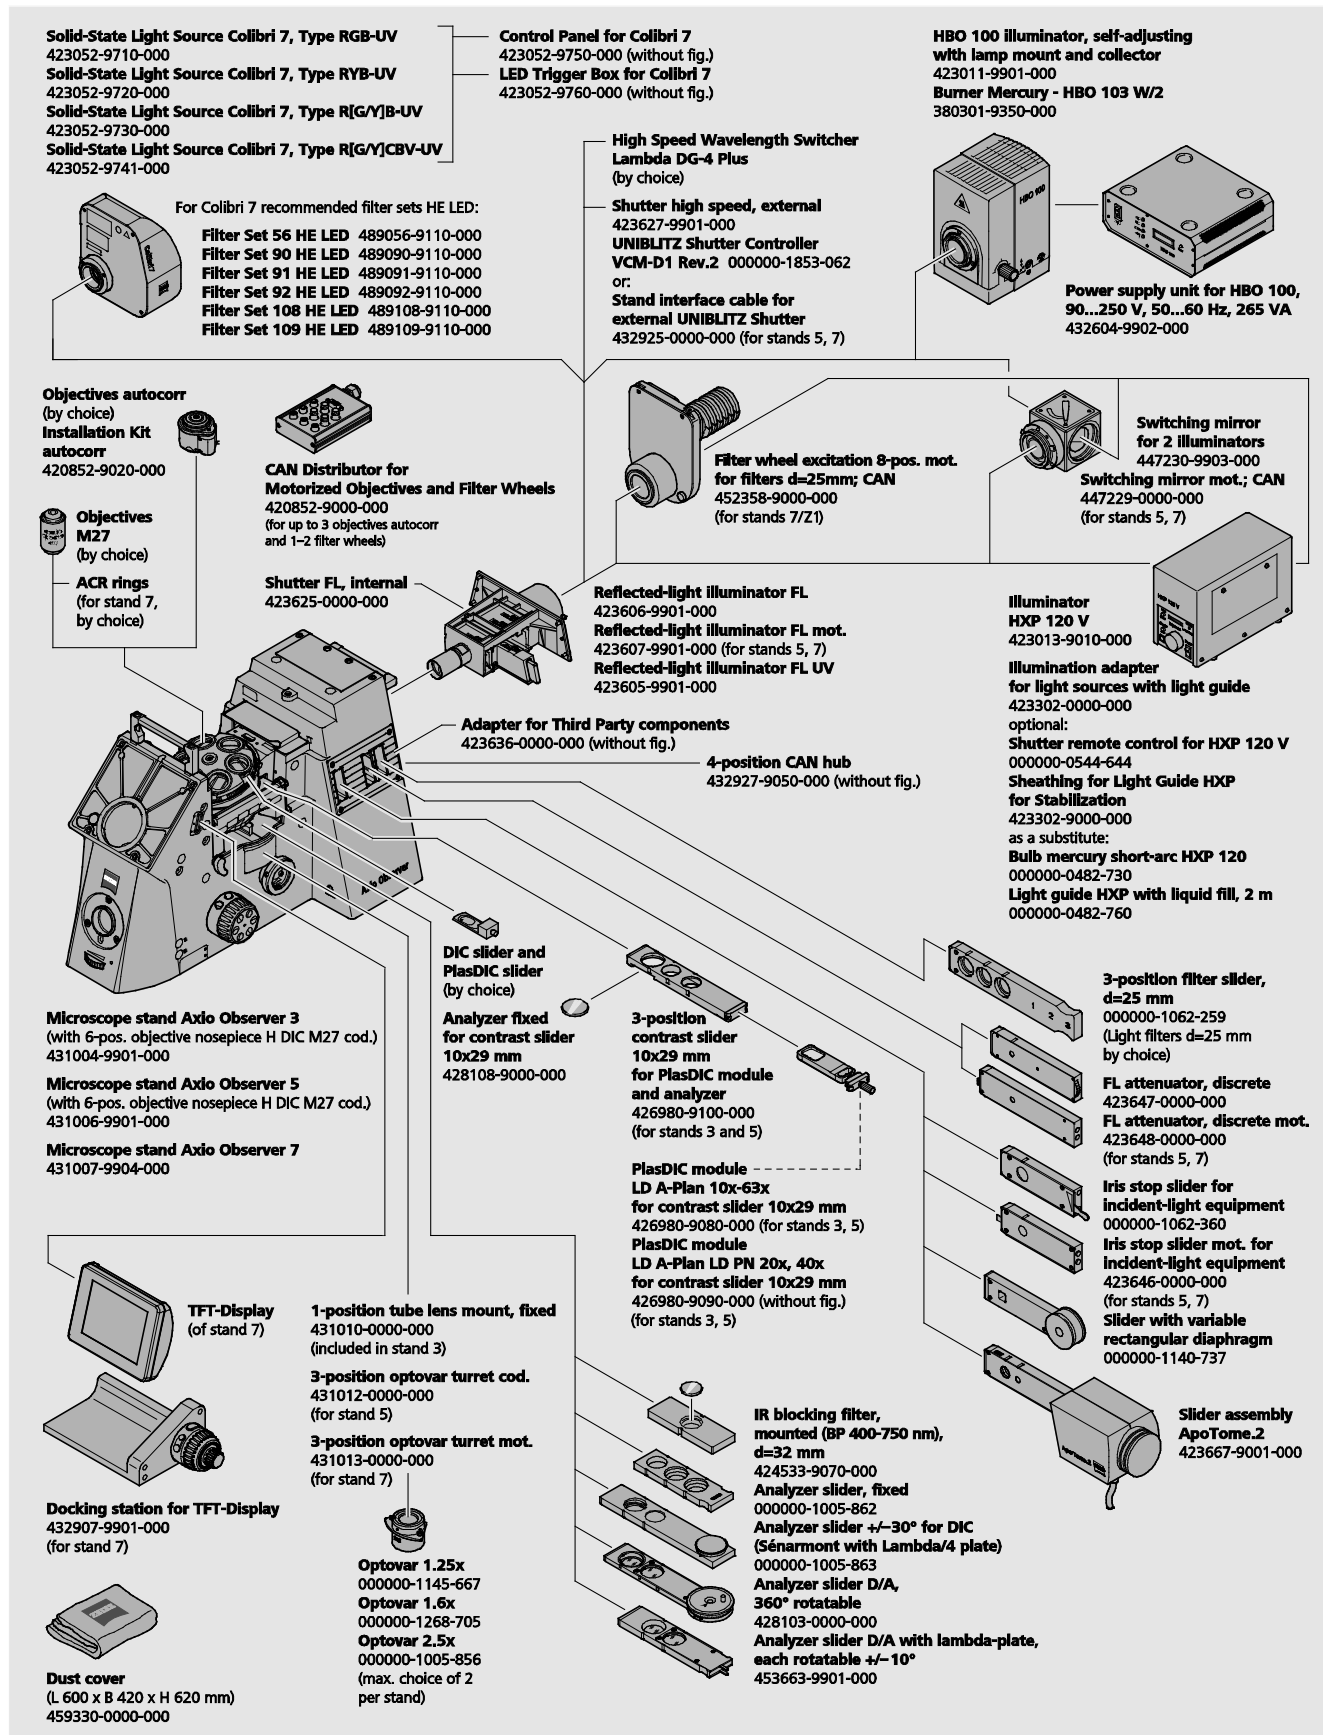 Solid-State Light Source Colibri 7, Type RGB-UV
423052-9710-000
Solid-State Light Source Colibri 7, Type RYB-UV
423052-9720-000
Solid-State Light Source Colibri 7, Type R[G/Y]B-UV
423052-9730-000
Solid-State Light Source Colibri 7, Type R[G/Y]CBV-UV
423052-9741-000
Control Panel for Colibri 7
423052-9750-000 (without fig.)
LED Trigger Box for Colibri 7
423052-9760-000 (without fig.)
HBO 100 illuminator, self-adjusting
with lamp mount and collector
423011-9901-000
Burner Mercury - HBO 103 W/2
380301-9350-000
High Speed Wavelength Switcher
Lambda DG-4 Plus
(by choice)
Shutter high speed, external
423627-9901-000
UNIBLITZ Shutter Controller
VCM-D1 Rev.2 000000-1853-062
or:
Stand interface cable for
external UNIBLITZ Shutter
432925-0000-000 (for stands 5, 7)
For Colibri 7 recommended filter sets HE LED:
Filter Set 56 HE LED 489056-9110-000
Filter Set 90 HE LED 489090-9110-000
Filter Set 91 HE LED 489091-9110-000
Filter Set 92 HE LED 489092-9110-000
Filter Set 108 HE LED 489108-9110-000
Filter Set 109 HE LED 489109-9110-000
Colibri.7
HBO 100
Power supply unit for HBO 100,
90...250 V, 50...60 Hz, 265 VA
432604-9902-000
Objectives autocorr
(by choice)
Installation Kit
autocorr
420852-9020-000
CAN Distributor for
Motorized Objectives and Filter Wheels
420852-9000-000
(for up to 3 objectives autocorr
and 1–2 filter wheels)
Filter wheel excitation 8-pos. mot.
for filters d=25mm; CAN
452358-9000-000
(for stands 7/Z1)
Switching mirror
for 2 illuminators
447230-9903-000
Switching mirror mot.; CAN
447229-0000-000
(for stands 5, 7)
Objectives
M27
(by choice)
ACR rings
(for stand 7,
by choice)
Shutter FL, internal
423625-0000-000
Reflected-light illuminator FL
423606-9901-000
Reflected-light illuminator FL mot.
423607-9901-000 (for stands 5, 7)
Reflected-light illuminator FL UV
423605-9901-000
HXP 120 V
Illuminator
HXP 120 V
423013-9010-000
Illumination adapter
for light sources with light guide
423302-0000-000
optional:
Shutter remote control for HXP 120 V
000000-0544-644
Sheathing for Light Guide HXP
for Stabilization
423302-9000-000
as a substitute:
Bulb mercury short-arc HXP 120
000000-0482-730
Light guide HXP with liquid fill, 2 m
000000-0482-760
Adapter for Third Party components
423636-0000-000 (without fig.)
4-position CAN hub
432927-9050-000 (without fig.)
Axio Observer
DIC slider and
PlasDIC slider
(by choice)
Analyzer fixed
for contrast slider
10x29 mm
428108-9000-000
3-position
contrast slider
10x29 mm
for PlasDIC module
and analyzer
426980-9100-000
(for stands 3 and 5)
PlasDIC module
LD A-Plan 10x-63x
for contrast slider 10x29 mm
426980-9080-000 (for stands 3, 5)
PlasDIC module
LD A-Plan LD PN 20x, 40x
for contrast slider 10x29 mm
426980-9090-000 (without fig.)
(for stands 3, 5)
Microscope stand Axio Observer 3
(with 6-pos. objective nosepiece H DIC M27 cod.)
431004-9901-000
Microscope stand Axio Observer 5
(with 6-pos. objective nosepiece H DIC M27 cod.)
431006-9901-000
Microscope stand Axio Observer 7
431007-9904-000
1 2 3
3-position filter slider,
d=25 mm
000000-1062-259
(Light filters d=25 mm
by choice)
FL attenuator, discrete
423647-0000-000
FL attenuator, discrete mot.
423648-0000-000
(for stands 5, 7)
Iris stop slider for
incident-light equipment
000000-1062-360
Iris stop slider mot. for
incident-light equipment
423646-0000-000
(for stands 5, 7)
Slider with variable
rectangular diaphragm
000000-1140-737
ApoTome.2
Slider assembly
ApoTome.2
423667-9001-000
TFT-Display
(of stand 7)
Docking station for TFT-Display
432907-9901-000
(for stand 7)
ZEISS
Dust cover
(L 600 x B 420 x H 620 mm)
459330-0000-000
1-position tube lens mount, fixed
431010-0000-000
(included in stand 3)
3-position optovar turret cod.
431012-0000-000
(for stand 5)
3-position optovar turret mot.
431013-0000-000
(for stand 7)
Optovar 1.25x
000000-1145-667
Optovar 1.6x
000000-1268-705
Optovar 2.5x
000000-1005-856
(max. choice of 2
per stand)
IR blocking filter,
mounted (BP 400-750 nm),
d=32 mm
424533-9070-000
Analyzer slider, fixed
000000-1005-862
Analyzer slider +/–30° for DIC
(Sénarmont with Lambda/4 plate)
000000-1005-863
Analyzer slider D/A,
360° rotatable
428103-0000-000
Analyzer slider D/A with lambda-plate,
each rotatable +/–10°
453663-9901-000